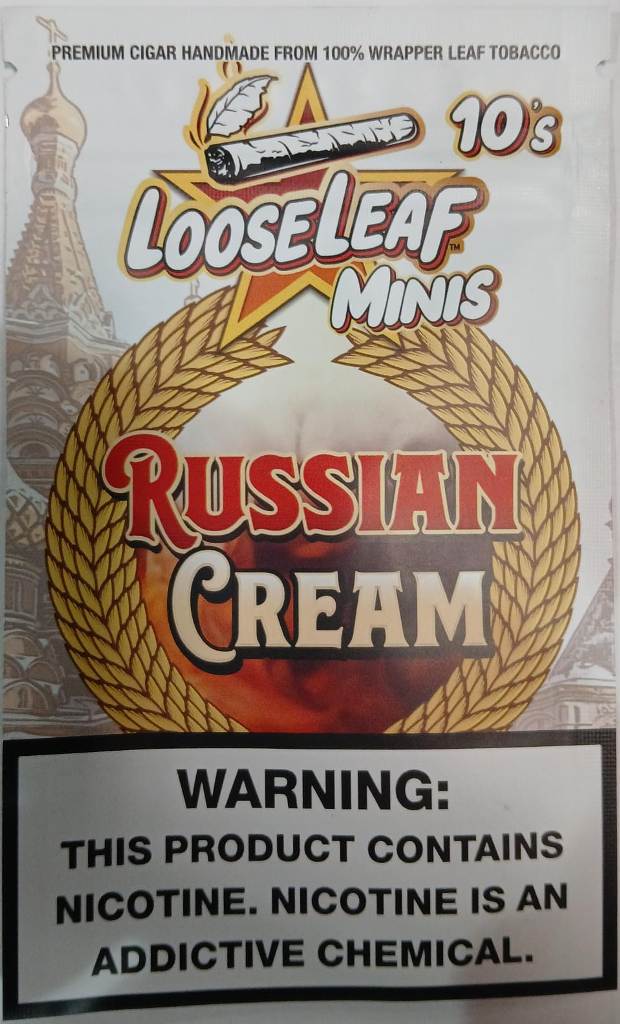 PREMIUM CIGAR HANDMADE FROM 100% WRAPPER LEAF TOBACCO
10's
LOOSELEAF™
MINIS
RUSSIAN
CREAM
WARNING:
THIS PRODUCT CONTAINS
NICOTINE. NICOTINE IS AN
ADDICTIVE CHEMICAL.